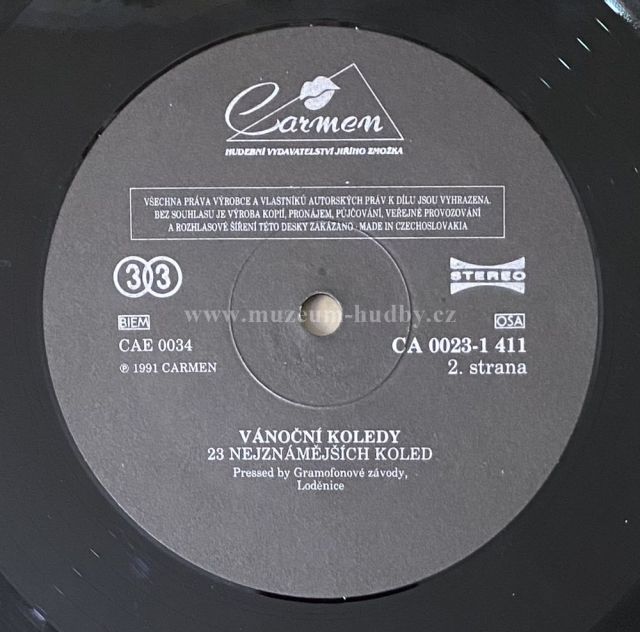 Carmen
HUDEBNÍ VYDAVATELSTVÍ JIŘÍHO ZMOŽKA
VŠECHNA PRÁVA VÝROBCE A VLASTNÍKŮ AUTORSKÝCH PRÁV K DÍLU JSOU VYHRAZENA.
BEZ SOUHLASU JE VÝROBA KOPIÍ, PRONÁJEM, PŮJČOVÁNÍ, VEŘEJNÉ PROVOZOVÁNÍ
A ROZHLASOVÉ ŠÍŘENÍ TÉTO DESKY ZAKÁZÁNO. MADE IN CZECHOSLOVAKIA
33 STEREO
www.muzeum-hudby.cz
BIEM OSA
CAE 0034 CA 0023-1 411
℗ 1991 CARMEN 2. strana
VÁNOČNÍ KOLEDY
23 NEJZNÁMĚJŠÍCH KOLED
Pressed by Gramofonové závody,
Loděnice